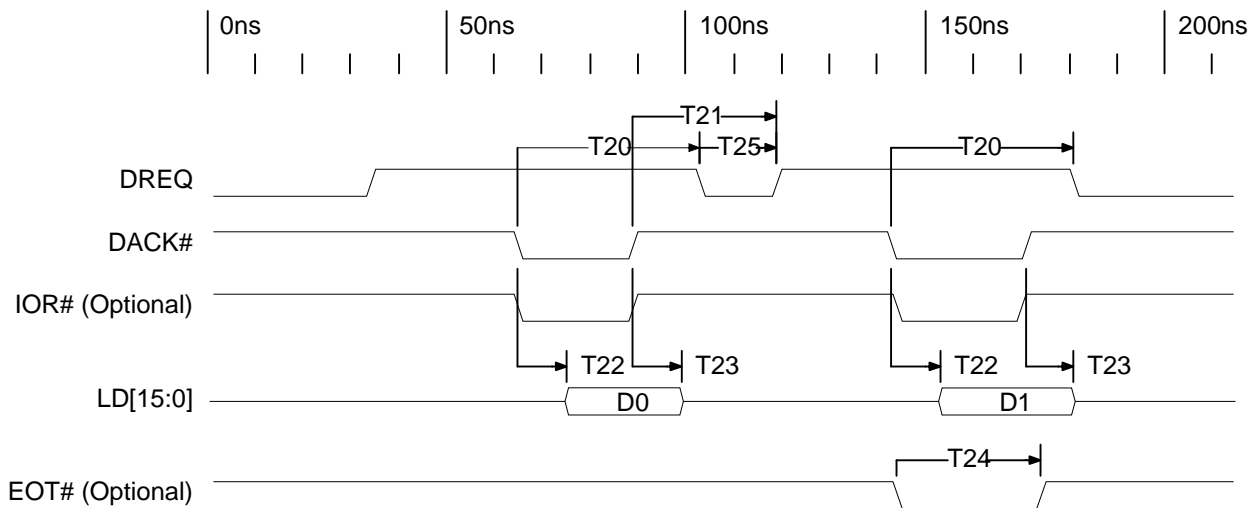 0ns 50ns 100ns 150ns 200ns
T21
T20 T25 T20
DREQ
DACK#
IOR# (Optional)
T22 T23 T22 T23
LD[15:0] D0 D1
T24
EOT# (Optional)